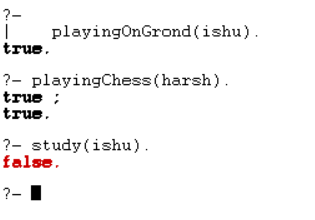 ?-
|    playingOnGrond(ishu).
true.
?- playingChess(harsh).
true ;
true.
?- study(ishu).
false.
?-